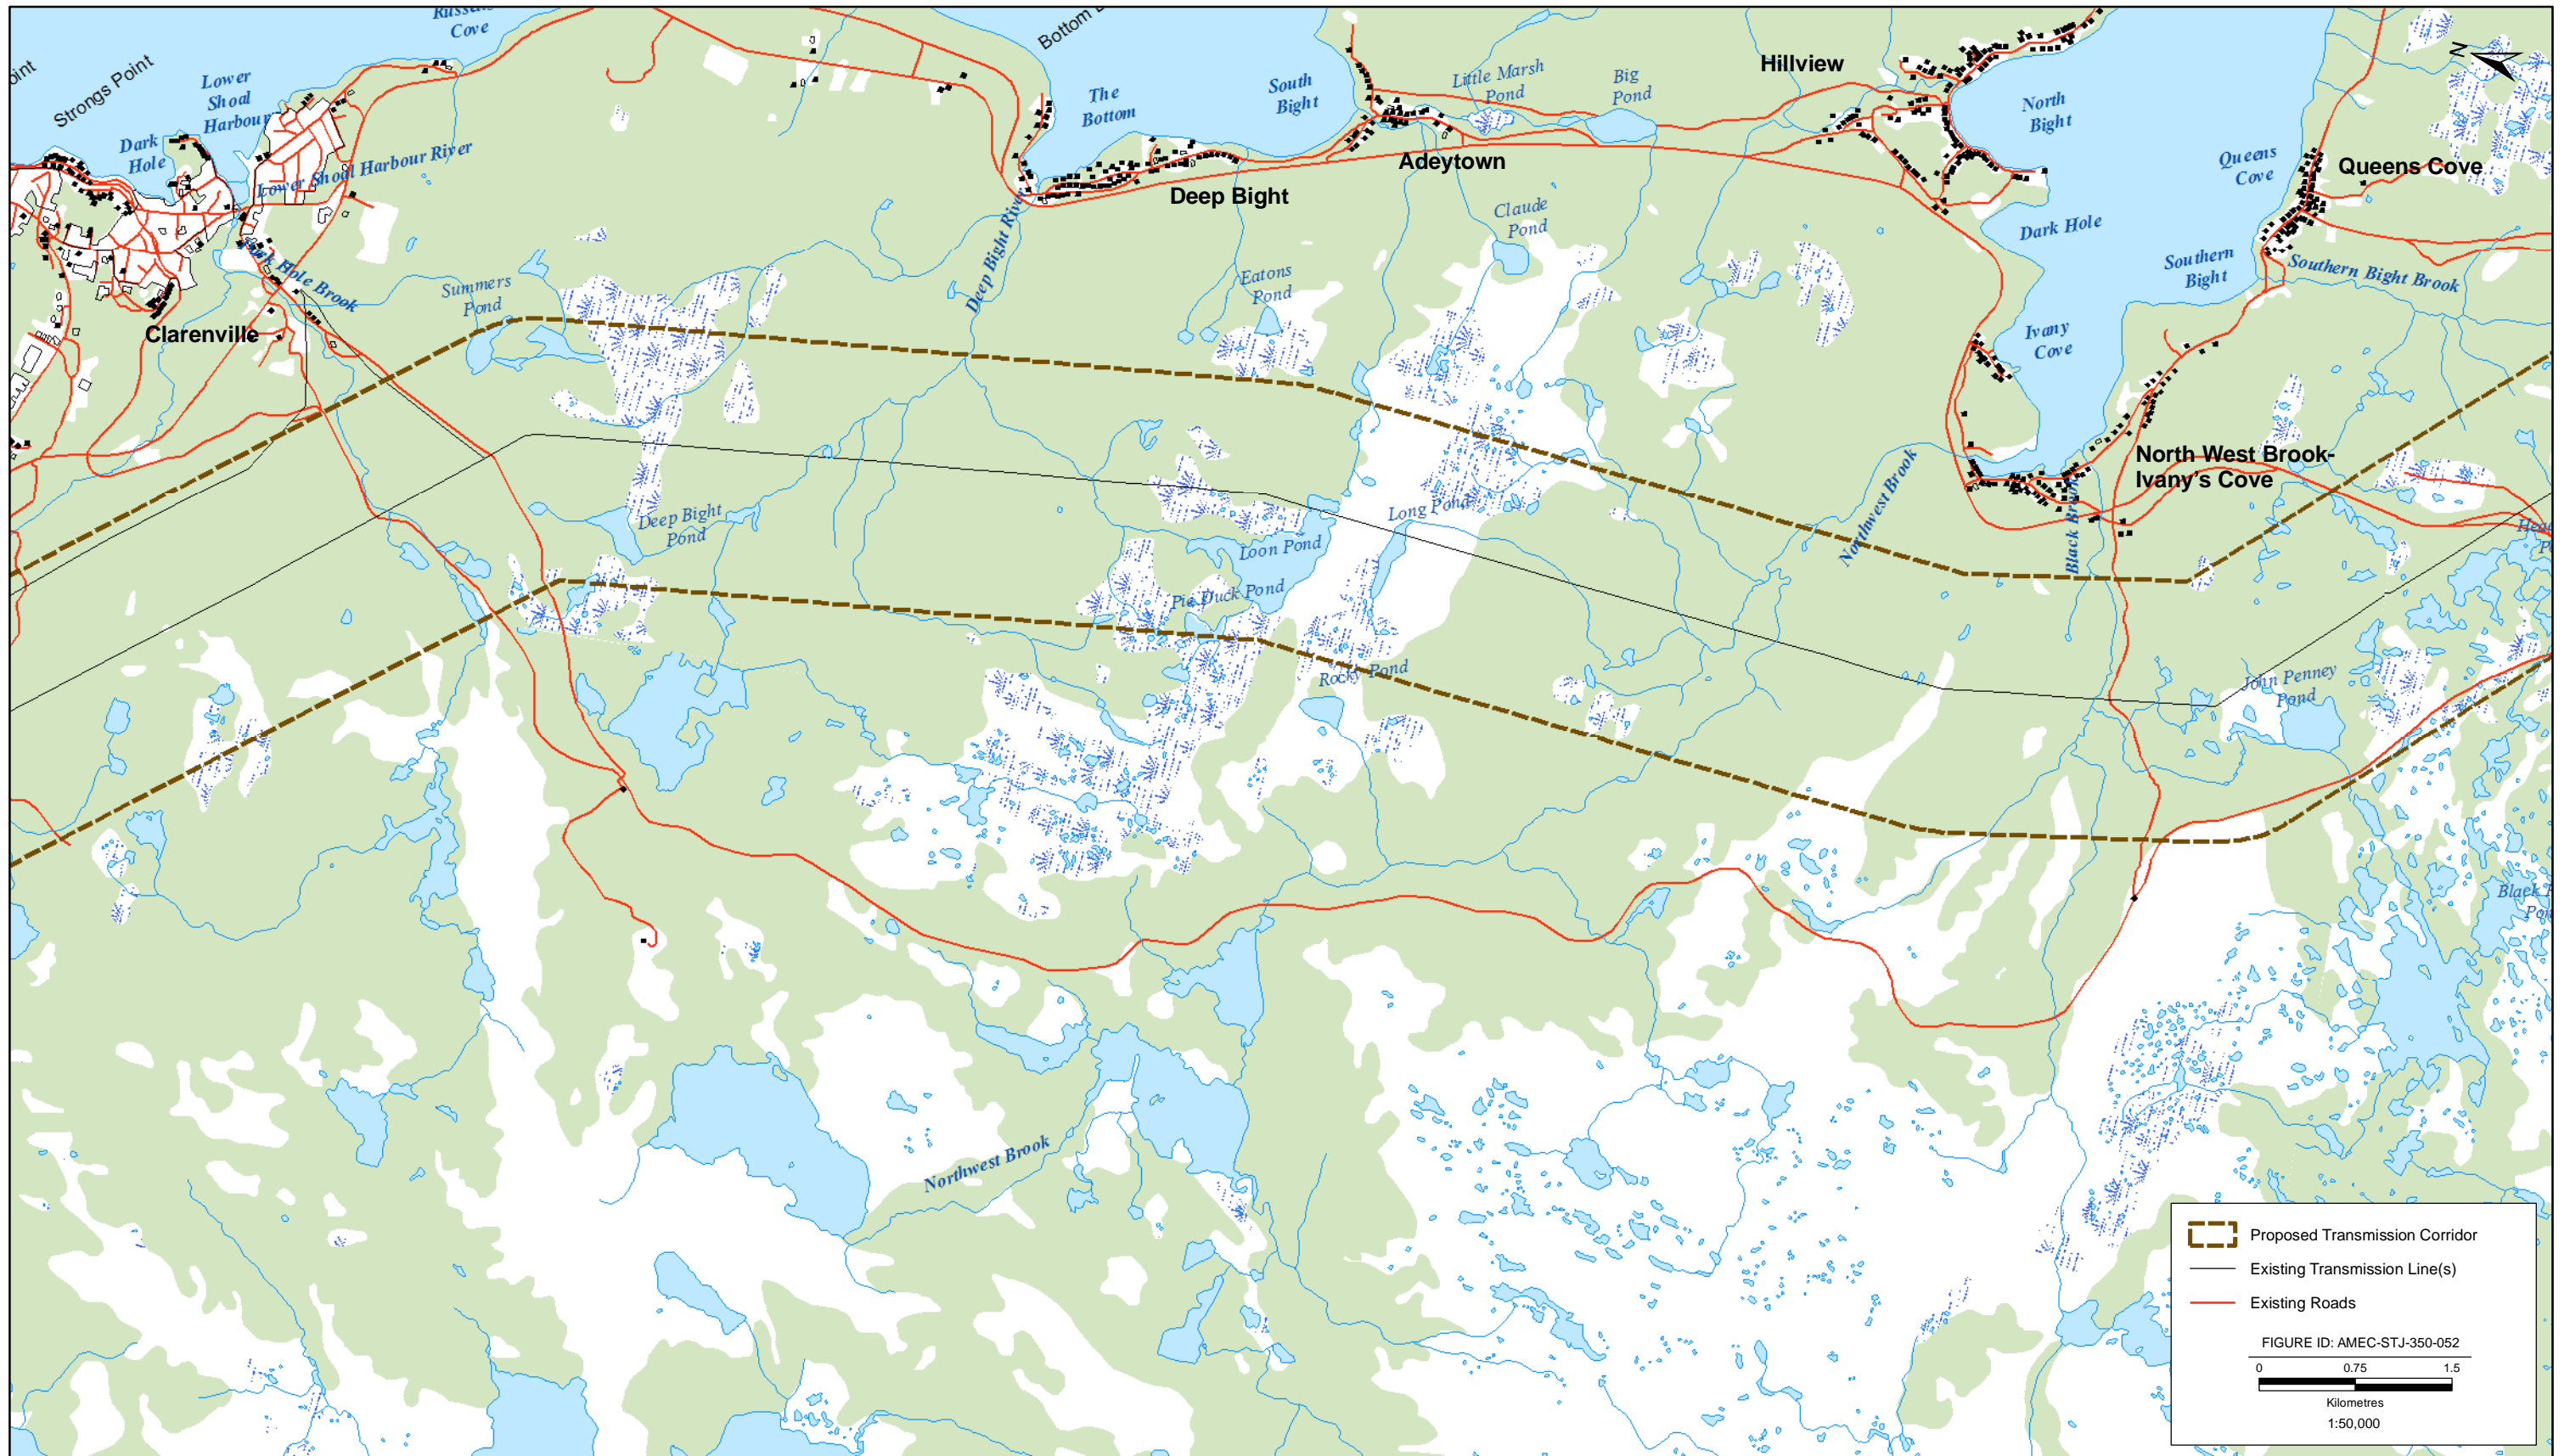 Cove
Strongs Point
Lower
Shoal
Harbour
Dark
Hole
Lower Shoal Harbour River
Clarenville
Summers
Pond
The
Bottom
South
Bight
Deep Bight River
Deep Bight
Adeytown
Little Marsh
Pond
Big
Pond
Hillview
North
Bight
Queens
Cove
Queens Cove
N
Claude
Pond
Eatons
Pond
Dark Hole
Southern
Bight
Southern Bight Brook
Ivany
Cove
North West Brook-
Ivany's Cove
Northwest Brook
Black Brook
Deep Bight
Pond
Loon Pond
Long Pond
Pie Duck Pond
Rocky Pond
John Penney
Pond
Black
Northwest Brook
Proposed Transmission Corridor
Existing Transmission Line(s)
Existing Roads
FIGURE ID: AMEC-STJ-350-052
0 0.75 1.5
Kilometres
1:50,000